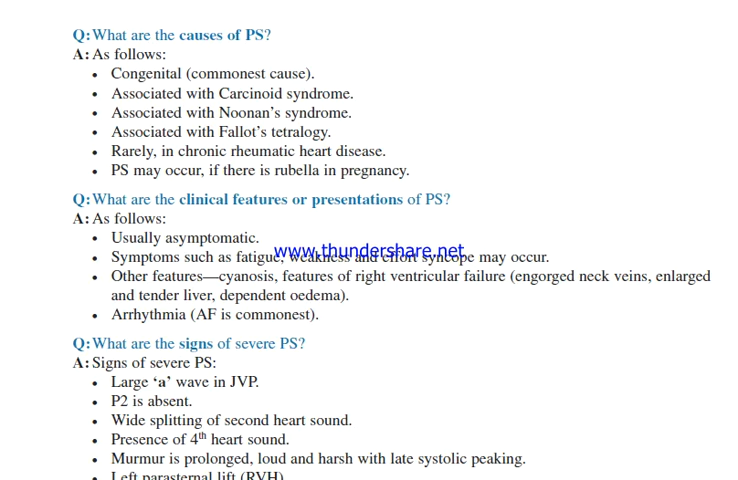 Q: What are the causes of PS?
A: As follows:
• Congenital (commonest cause).
• Associated with Carcinoid syndrome.
• Associated with Noonan's syndrome.
• Associated with Fallot's tetralogy.
• Rarely, in chronic rheumatic heart disease.
• PS may occur, if there is rubella in pregnancy.
Q: What are the clinical features or presentations of PS?
A: As follows:
• Usually asymptomatic.
www.thundershare.net
• Symptoms such as fatigue, weakness and effort syncope may occur.
• Other features—cyanosis, features of right ventricular failure (engorged neck veins, enlarged
and tender liver, dependent oedema).
• Arrhythmia (AF is commonest).
Q: What are the signs of severe PS?
A: Signs of severe PS:
• Large 'a' wave in JVP.
• P2 is absent.
• Wide splitting of second heart sound.
• Presence of 4th heart sound.
• Murmur is prolonged, loud and harsh with late systolic peaking.
• Left parasternal lift (RVH)